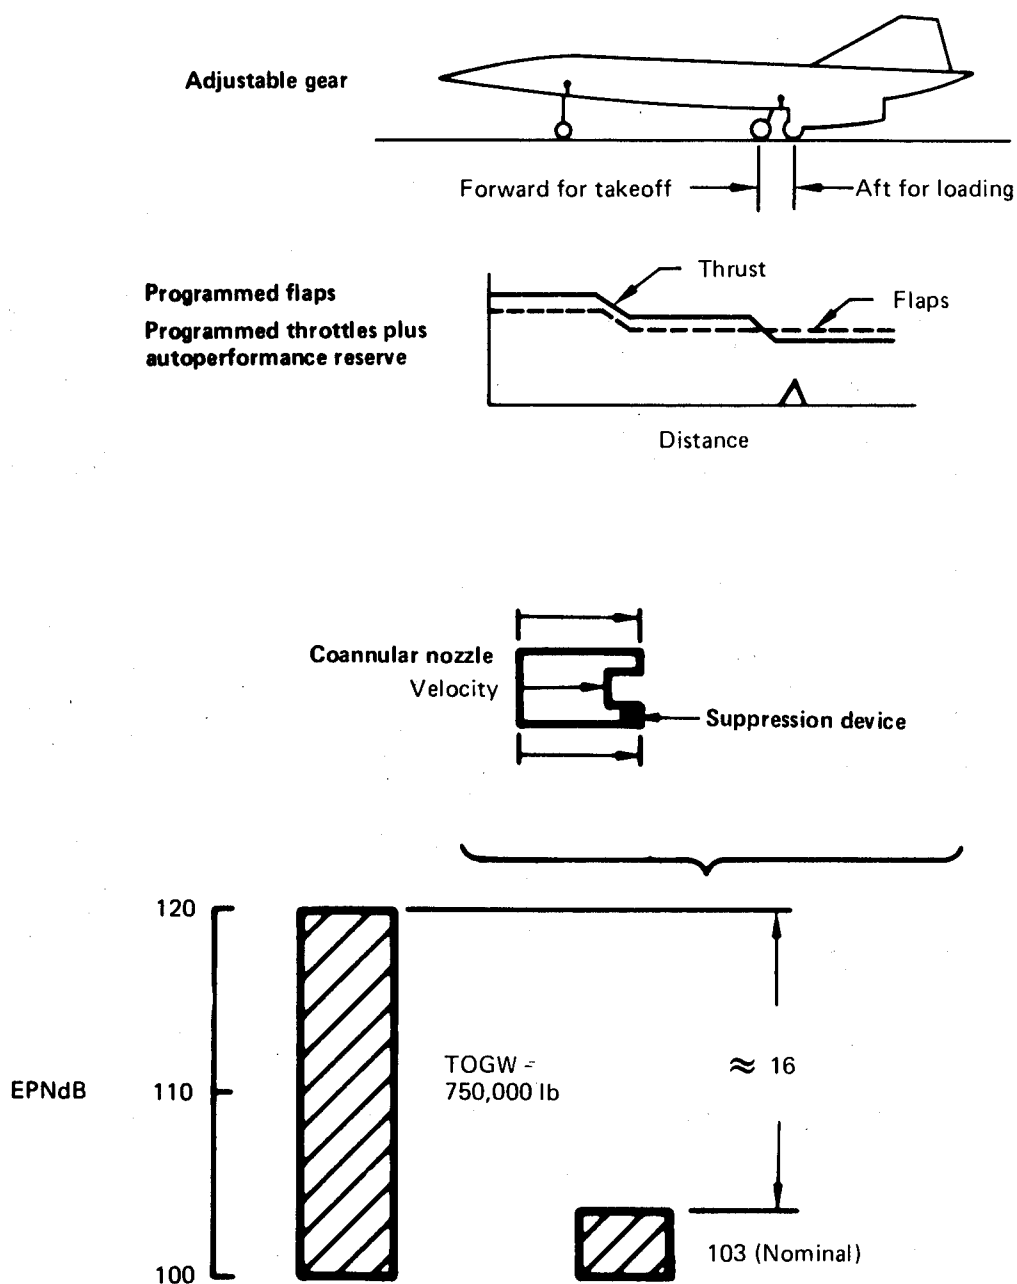 Adjustable gear
Forward for takeoff
Aft for loading
Programmed flaps
Programmed throttles plus
autoperformance reserve
Thrust
Flaps
Distance
Coannular nozzle
Velocity
Suppression device
120
110
100
EPNdB
TOGW =
750,000 lb
≈ 16
103 (Nominal)